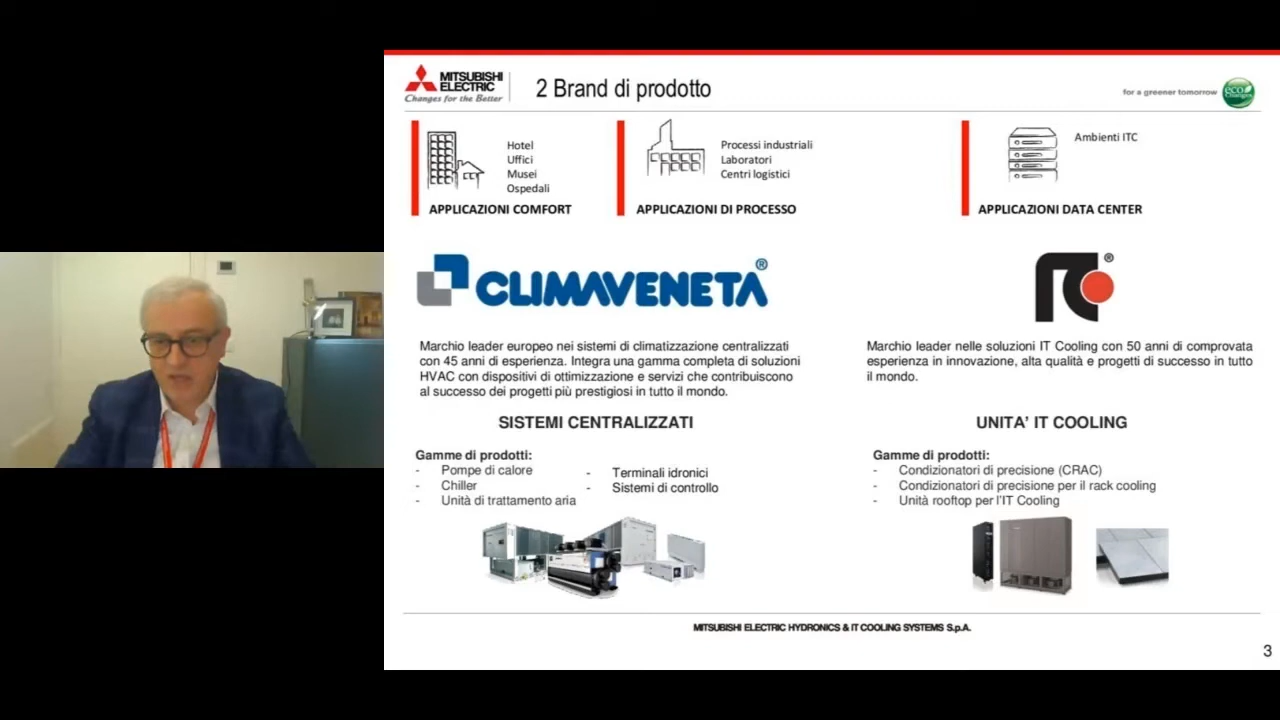 MITSUBISHI
ELECTRIC
Changes for the Better
2 Brand di prodotto
for a greener tomorrow
eco
Changes
Hotel
Uffici
Musei
Ospedali
APPLICAZIONI COMFORT
Processi industriali
Laboratori
Centri logistici
APPLICAZIONI DI PROCESSO
Ambienti ITC
APPLICAZIONI DATA CENTER
CLIMAVENETA®
Marchio leader europeo nei sistemi di climatizzazione centralizzati
con 45 anni di esperienza. Integra una gamma completa di soluzioni
HVAC con dispositivi di ottimizzazione e servizi che contribuiscono
al successo dei progetti più prestigiosi in tutto il mondo.
SISTEMI CENTRALIZZATI
Gamme di prodotti:
- Pompe di calore
- Chiller
- Unità di trattamento aria
- Terminali idronici
- Sistemi di controllo
RC®
Marchio leader nelle soluzioni IT Cooling con 50 anni di comprovata
esperienza in innovazione, alta qualità e progetti di successo in tutto
il mondo.
UNITA' IT COOLING
Gamme di prodotti:
- Condizionatori di precisione (CRAC)
- Condizionatori di precisione per il rack cooling
- Unità rooftop per l'IT Cooling
MITSUBISHI ELECTRIC HYDRONICS & IT COOLING SYSTEMS S.p.A.
3